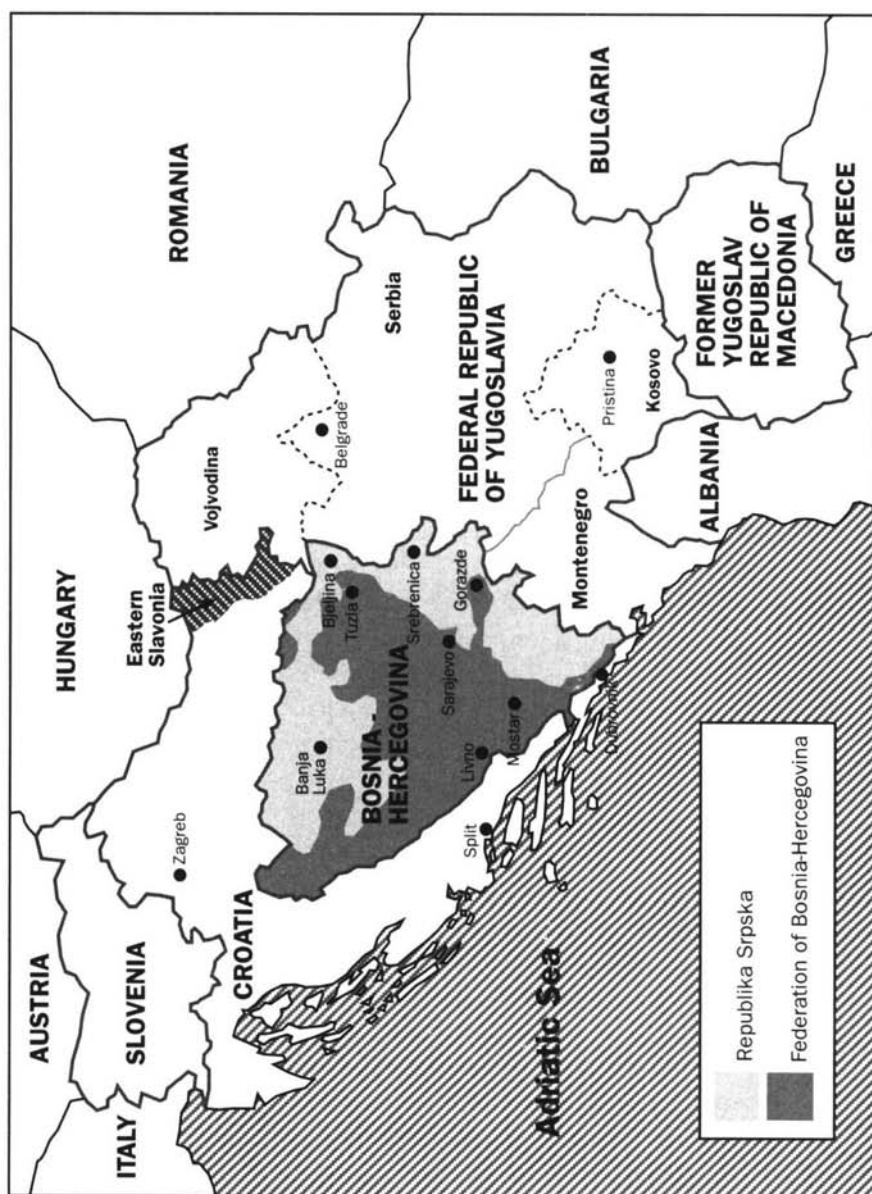 AUSTRIA
HUNGARY
ROMANIA
ITALY
SLOVENIA
Zagreb
CROATIA
Eastern
Slavonia
Vojvodina
Belgrade
Serbia
Banja
Luka
Bjeljina
Tuzla
BOSNIA -
HERCEGOVINA
Srebrenica
Sarajevo
Gorazde
Livno
Mostar
Split
Dubrovnik
FEDERAL REPUBLIC
OF YUGOSLAVIA
Montenegro
Pristina
Kosovo
BULGARIA
FORMER
YUGOSLAV
REPUBLIC OF
MACEDONIA
ALBANIA
GREECE
Adriatic Sea
Republika Srpska
Federation of Bosnia-Hercegovina